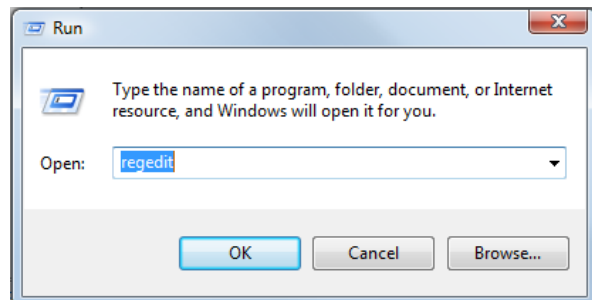 Run
Type the name of a program, folder, document, or Internet
resource, and Windows will open it for you.
Open: regedit
OK Cancel Browse...